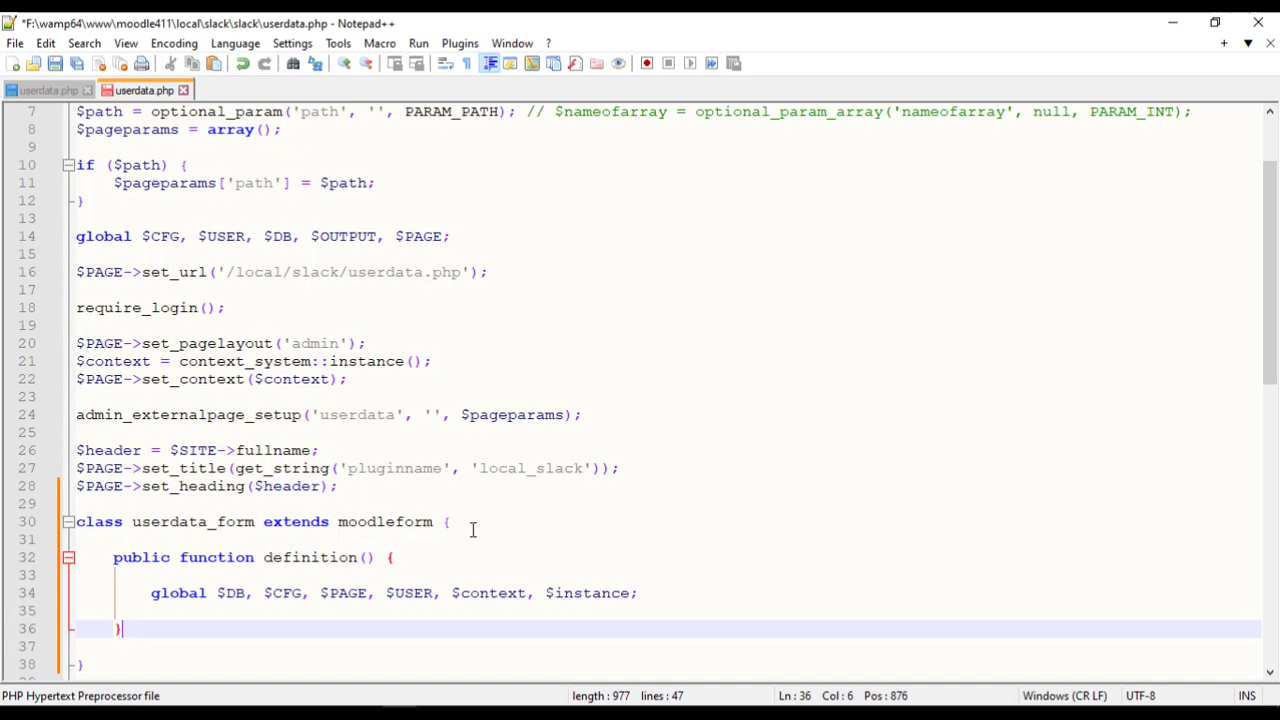 *F:\wamp64\www\moodle411\local\slack\slack\userdata.php - Notepad++
File Edit Search View Encoding Language Settings Tools Macro Run Plugins Window ?
userdata.php userdata.php
7 $path = optional_param('path', '', PARAM_PATH); // $nameofarray = optional_param_array('nameofarray', null, PARAM_INT);
8 $pageparams = array();
9
10 if ($path) {
11 $pageparams['path'] = $path;
12 }
13
14 global $CFG, $USER, $DB, $OUTPUT, $PAGE;
15
16 $PAGE->set_url('/local/slack/userdata.php');
17
18 require_login();
19
20 $PAGE->set_pagelayout('admin');
21 $context = context_system::instance();
22 $PAGE->set_context($context);
23
24 admin_externalpage_setup('userdata', '', $pageparams);
25
26 $header = $SITE->fullname;
27 $PAGE->set_title(get_string('pluginname', 'local_slack'));
28 $PAGE->set_heading($header);
29
30 class userdata_form extends moodleform {
31
32 public function definition() {
33
34 global $DB, $CFG, $PAGE, $USER, $context, $instance;
35
36 }
37
38 }
PHP Hypertext Preprocessor file length : 977 lines : 47 Ln : 36 Col : 6 Pos : 876 Windows (CR LF) UTF-8 INS